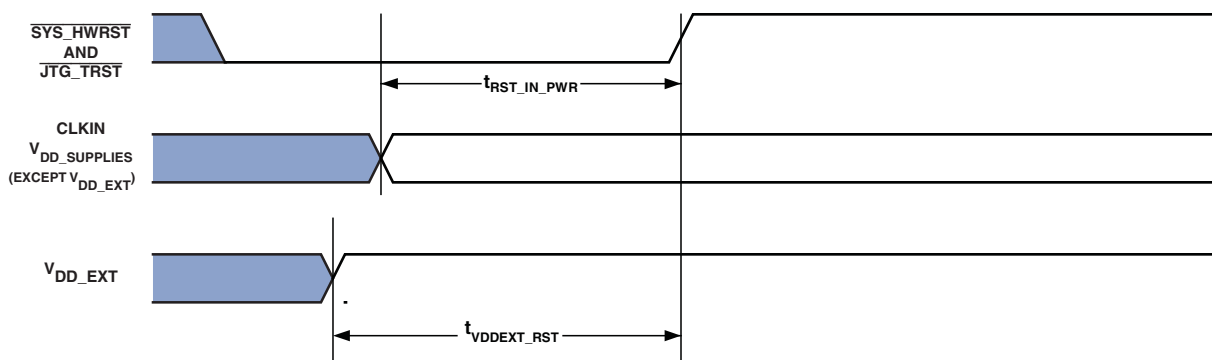 SYS_HWRST
AND
JTG_TRST
tRST_IN_PWR
CLKIN
VDD_SUPPLIES
(EXCEPT VDD_EXT)
VDD_EXT
tVDDEXT_RST